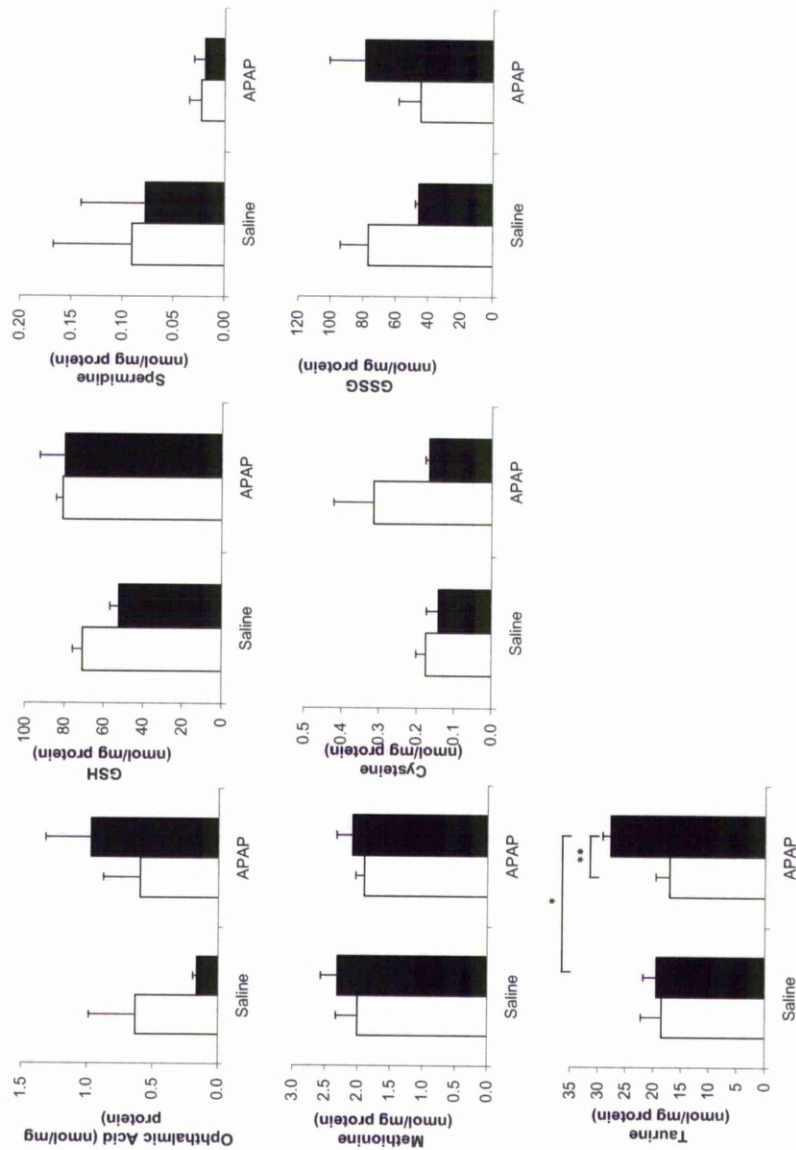 Ophthalmic Acid (nmol/mg
protein)
1.5
1.0
0.5
0.0
Saline
APAP
GSH
(nmol/mg protein)
100
80
60
40
20
0
Saline
APAP
Spermidine
(nmol/mg protein)
0.20
0.15
0.10
0.05
0.00
Saline
APAP
Methionine
(nmol/mg protein)
3.0
2.5
2.0
1.5
1.0
0.5
0.0
Saline
APAP
Cysteine
(nmol/mg protein)
0.5
0.4
0.3
0.2
0.1
0.0
Saline
APAP
GSSG
(nmol/mg protein)
120
100
80
60
40
20
0
Saline
APAP
Taurine
(nmol/mg protein)
35
30
25
20
15
10
5
0
*
**
Saline
APAP